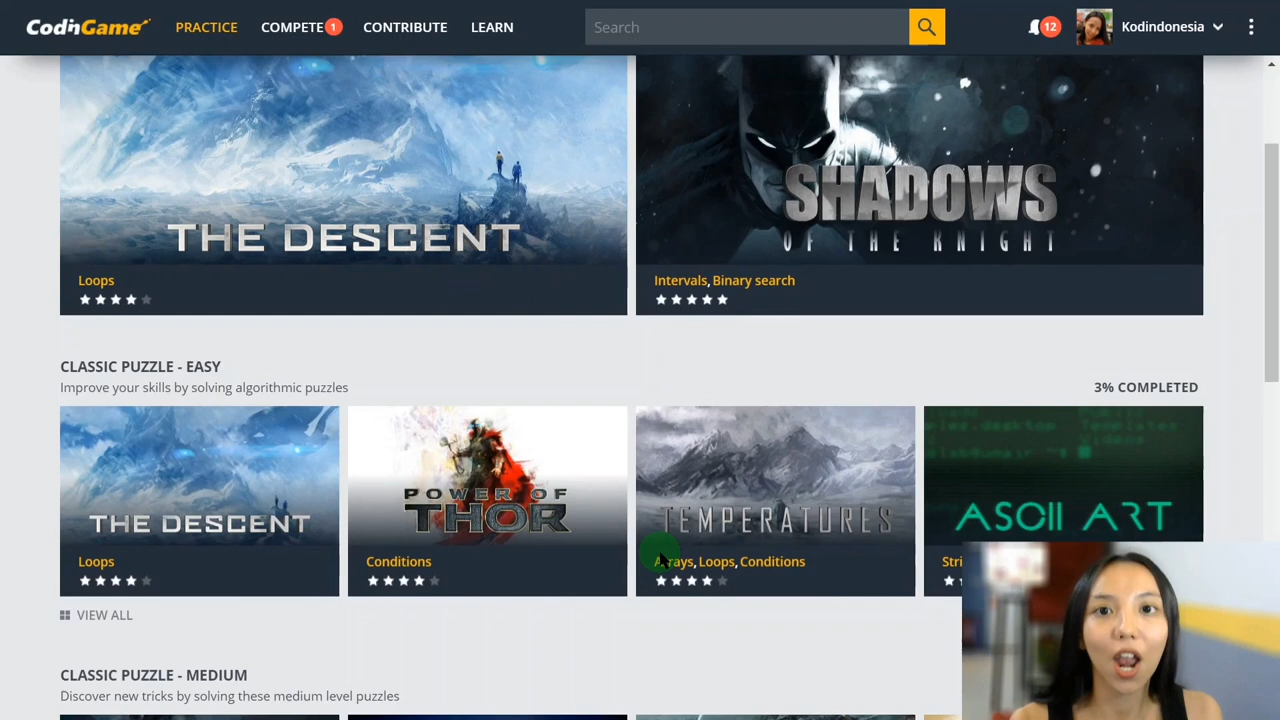 CODINGAME PRACTICE COMPETE 1 CONTRIBUTE LEARN Search 12 Kodindonesia
THE DESCENT
SHADOWS
OF THE KNIGHT
Loops
Intervals, Binary search
CLASSIC PUZZLE - EASY
Improve your skills by solving algorithmic puzzles
3% COMPLETED
THE DESCENT
POWER OF
THOR
TEMPERATURES
ASCII ART
Loops
Conditions
Arrays, Loops, Conditions
Stri
VIEW ALL
CLASSIC PUZZLE - MEDIUM
Discover new tricks by solving these medium level puzzles